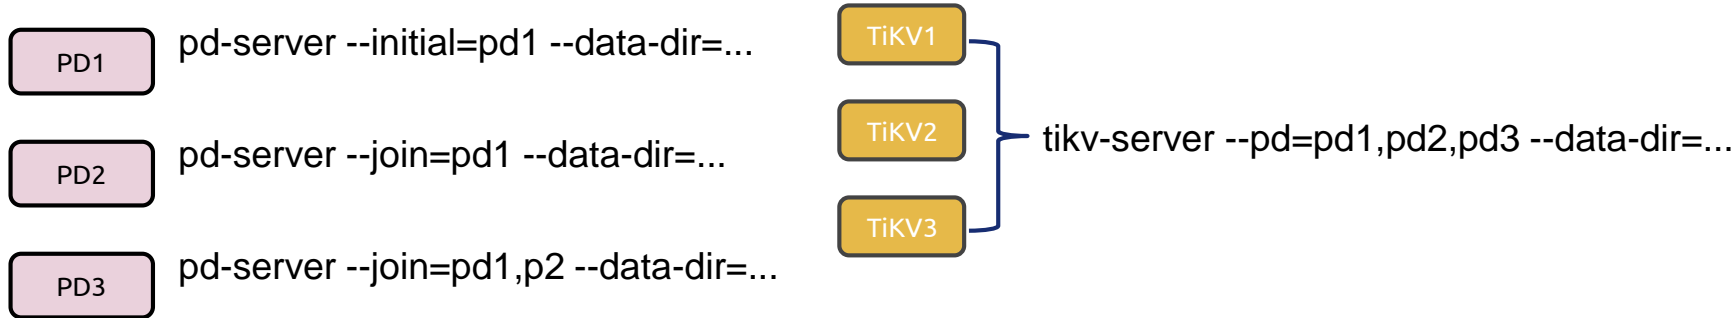 PD1
pd-server --initial=pd1 --data-dir=...
PD2
pd-server --join=pd1 --data-dir=...
PD3
pd-server --join=pd1,p2 --data-dir=...
TiKV1
TiKV2
TiKV3
tikv-server --pd=pd1,pd2,pd3 --data-dir=...